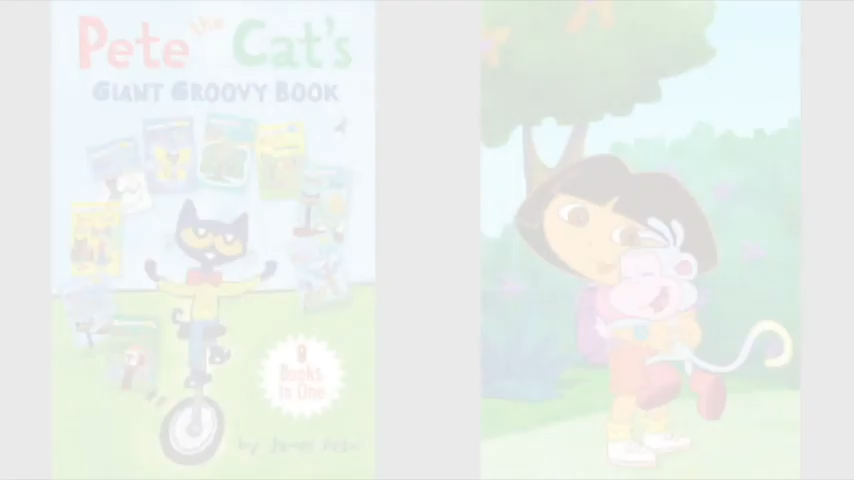 Pete the Cat's
GIANT GROOVY BOOK
8
Books
in One
by James Dean